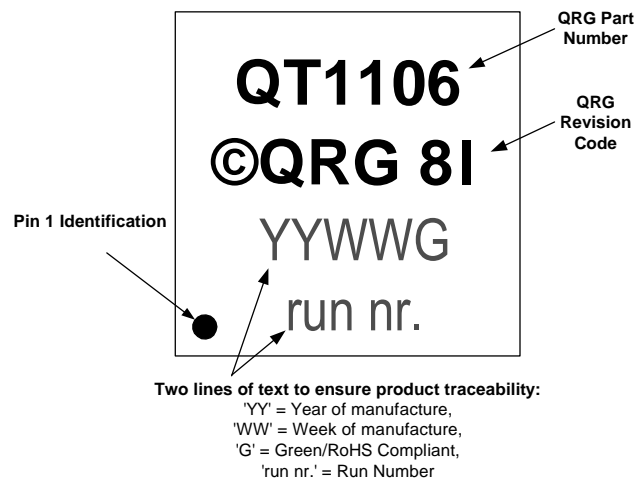 QRG Part
Number
QT1106
QRG
Revision
Code
©QRG 8I
Pin 1 Identification
YYWWG
run nr.
Two lines of text to ensure product traceability:
'YY' = Year of manufacture,
'WW' = Week of manufacture,
'G' = Green/RoHS Compliant,
'run nr.' = Run Number